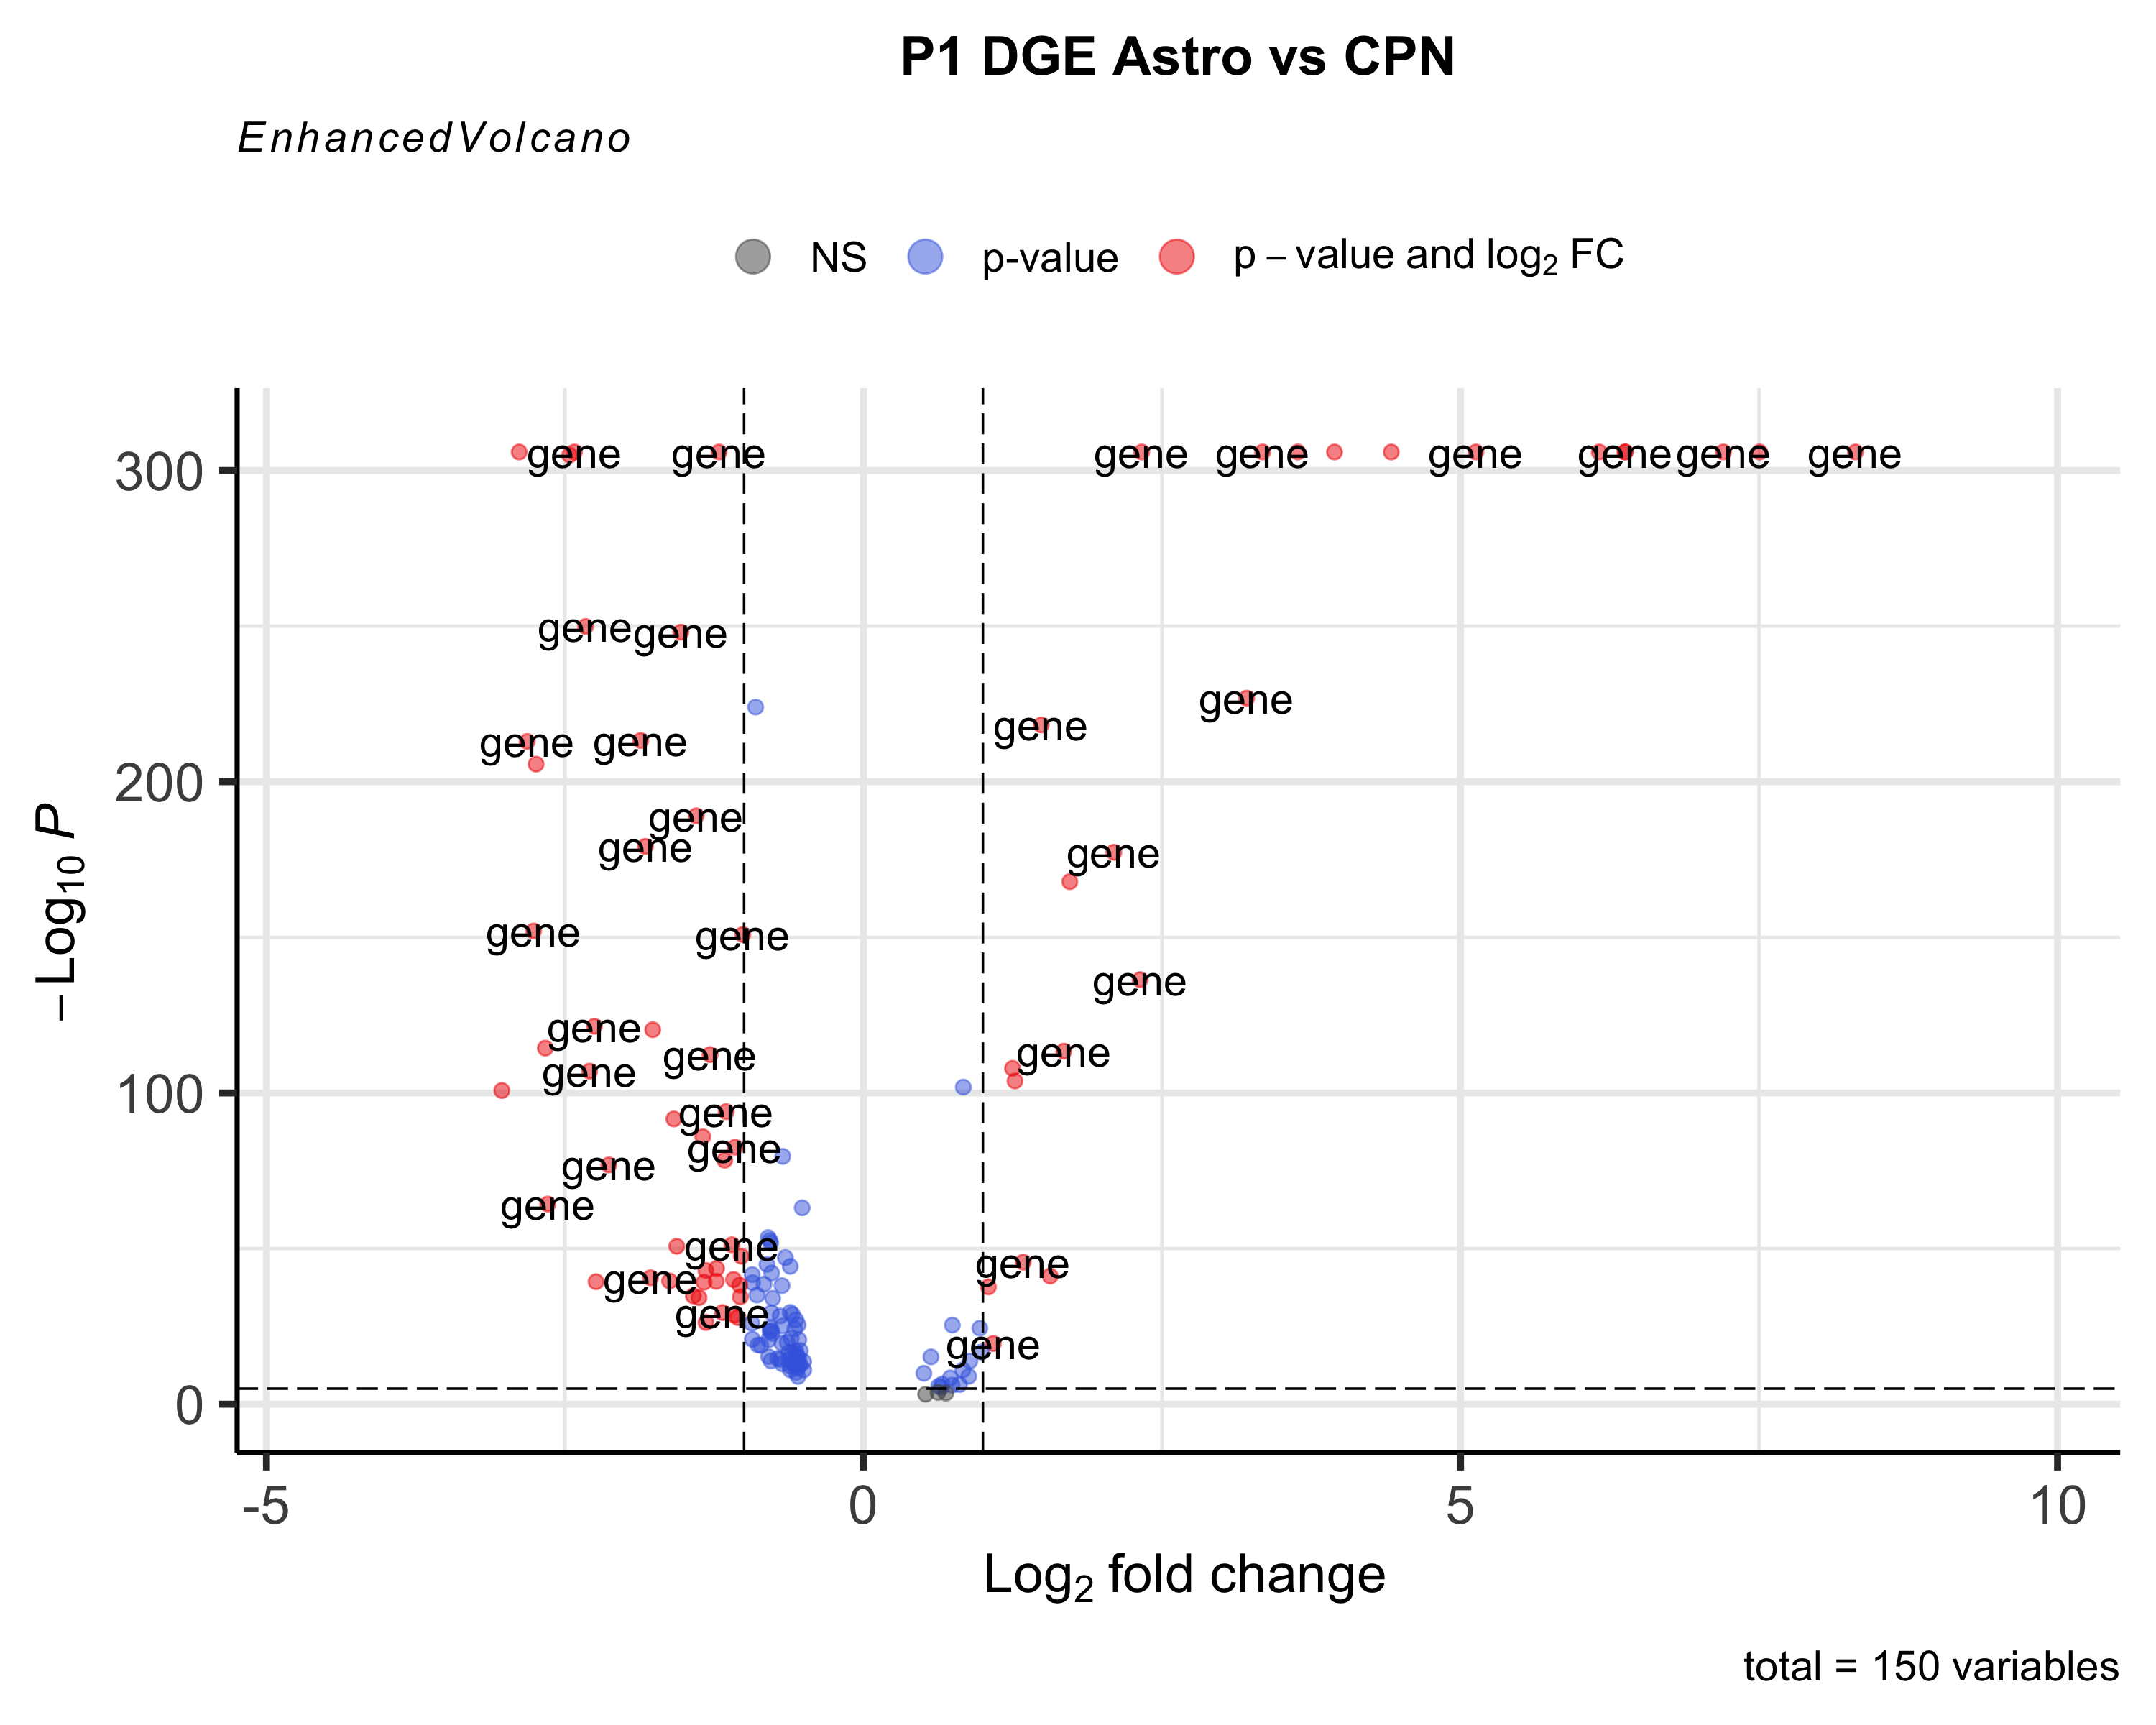 P1 DGE Astro vs CPN
EnhancedVolcano
NS p-value p – value and log₂ FC
gene gene gene gene gene gene gene gene
300
gene gene
gene
gene
gene gene
200
gene
gene
gene
gene gene
gene
gene
gene gene
gene
100
gene
gene
gene
gene
gene
gene
gene
gene
gene
0
-5 0 5 10
– Log₁₀ P
Log₂ fold change
total = 150 variables